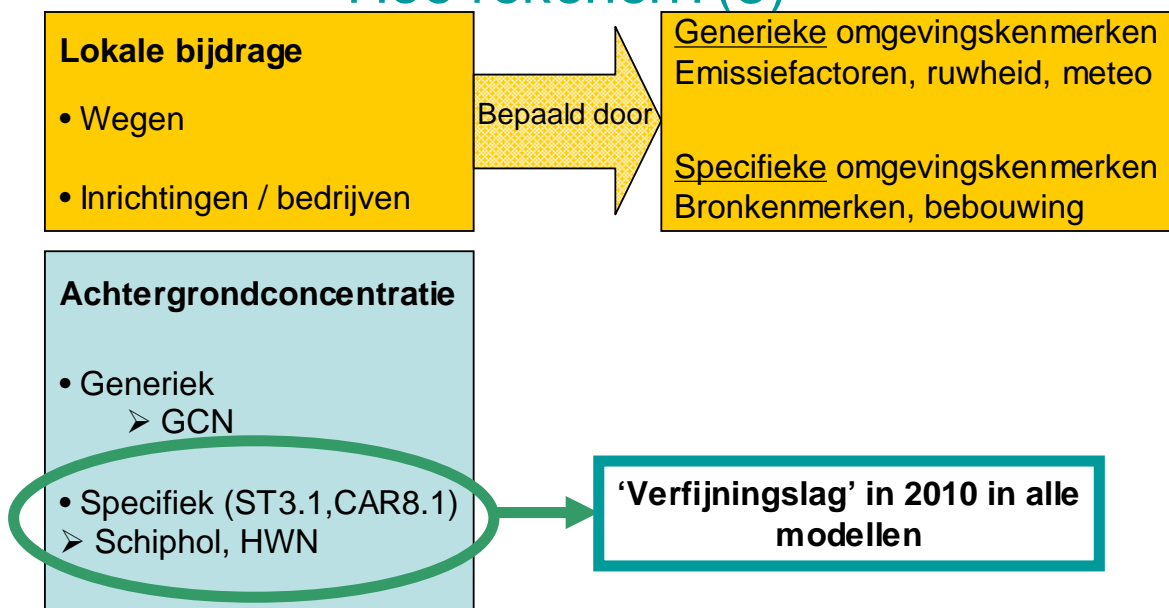 Lokale bijdrage
• Wegen
• Inrichtingen / bedrijven
Bepaald door
Generieke omgevingskenmerken
Emissiefactoren, ruwheid, meteo
Specifieke omgevingskenmerken
Bronkenmerken, bebouwing
Achtergrondconcentratie
• Generiek
➢ GCN
• Specifiek (ST3.1,CAR8.1)
➢ Schiphol, HWN
‘Verfijningslag’ in 2010 in alle
modellen